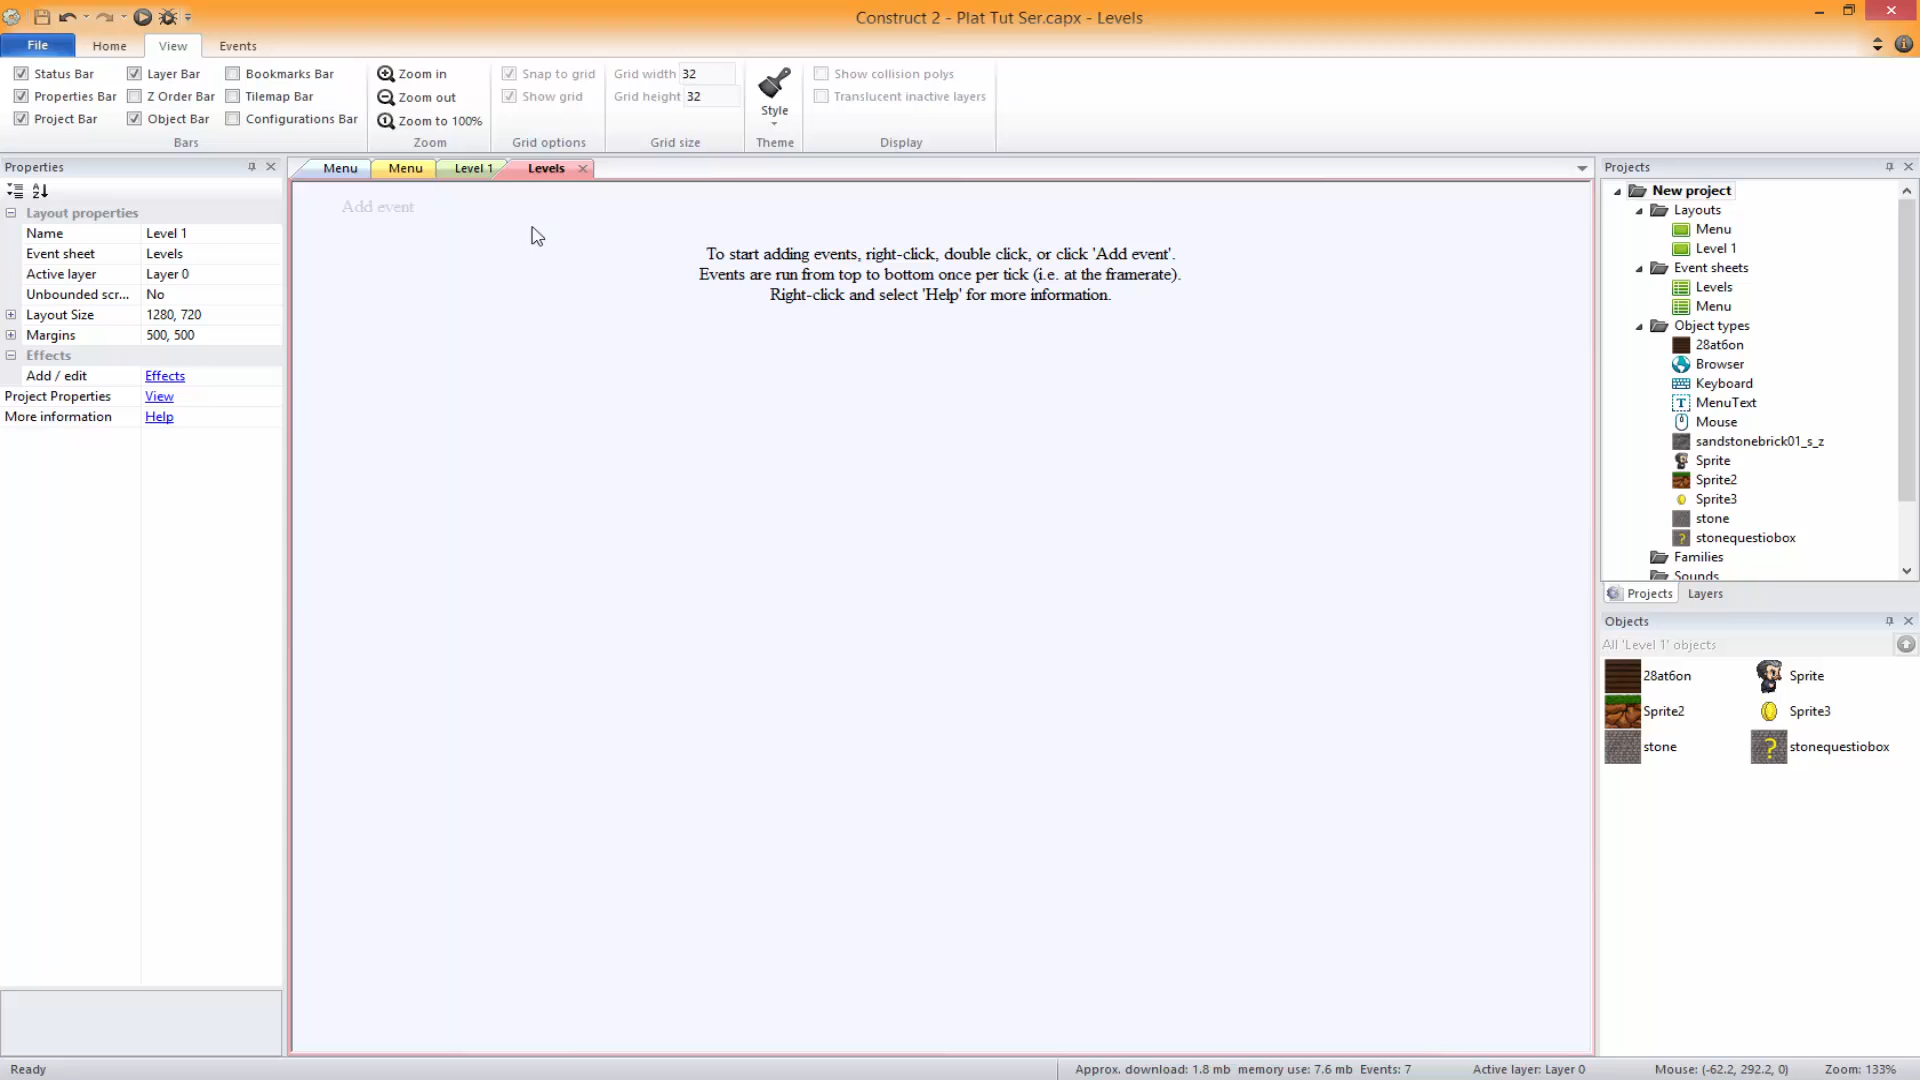 Construct 2 - Plat Tut Ser.capx - Levels
File
Home
View
Events
Status Bar
Layer Bar
Bookmarks Bar
Properties Bar
Z Order Bar
Tilemap Bar
Project Bar
Object Bar
Configurations Bar
Bars
Zoom in
Zoom out
Zoom to 100%
Zoom
Snap to grid
Show grid
Grid options
Grid width 32
Grid height 32
Grid size
Style
Theme
Show collision polys
Translucent inactive layers
Display
Properties
Layout properties
Name Level 1
Event sheet Levels
Active layer Layer 0
Unbounded scr... No
Layout Size 1280, 720
Margins 500, 500
Effects
Add / edit Effects
Project Properties View
More information Help
Menu
Menu
Level 1
Levels
Add event
To start adding events, right-click, double click, or click 'Add event'.
Events are run from top to bottom once per tick (i.e. at the framerate).
Right-click and select 'Help' for more information.
Projects
New project
Layouts
Menu
Level 1
Event sheets
Levels
Menu
Object types
28at6on
Browser
Keyboard
MenuText
Mouse
sandstonebrick01_s_z
Sprite
Sprite2
Sprite3
stone
stonequestiobox
Families
Sounds
Projects
Layers
Objects
All 'Level 1' objects
28at6on
Sprite
Sprite2
Sprite3
stone
stonequestiobox
Ready
Approx. download: 1.8 mb memory use: 7.6 mb Events: 7
Active layer: Layer 0
Mouse: (-62.2, 292.2, 0)
Zoom: 133%